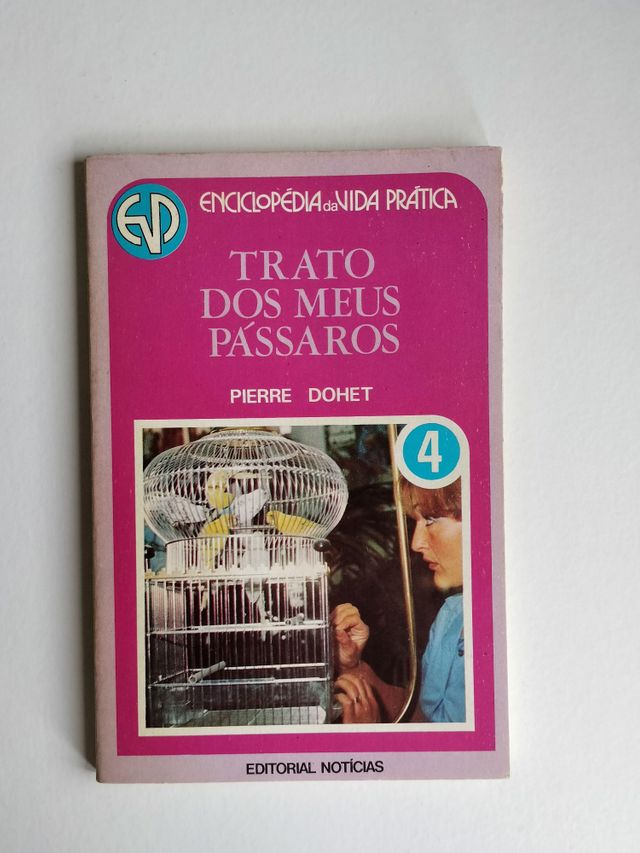 EVP
ENCICLOPÉDIA da VIDA PRÁTICA
TRATO
DOS MEUS
PÁSSAROS
PIERRE DOHET
4
EDITORIAL NOTÍCIAS